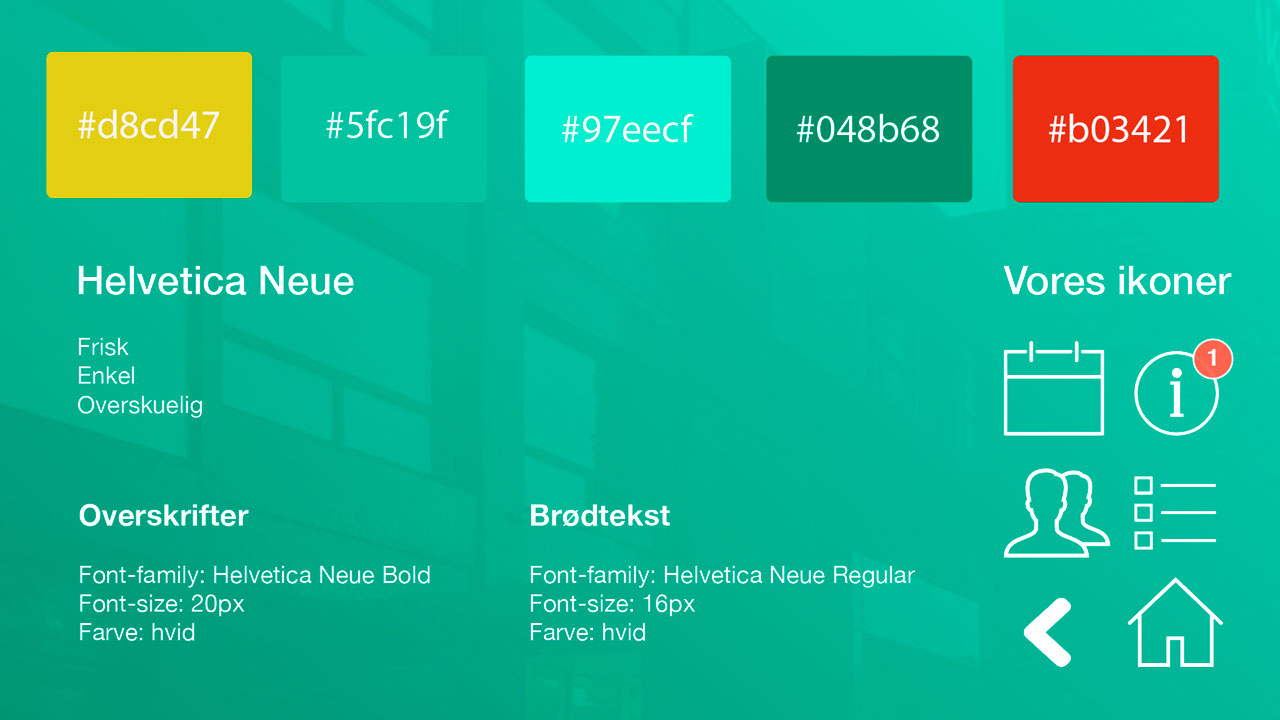 #d8cd47
#5fc19f
#97eecf
#048b68
#b03421
Helvetica Neue
Frisk
Enkel
Overskuelig
Vores ikoner
1
i
Overskrifter
Font-family: Helvetica Neue Bold
Font-size: 20px
Farve: hvid
Brødtekst
Font-family: Helvetica Neue Regular
Font-size: 16px
Farve: hvid